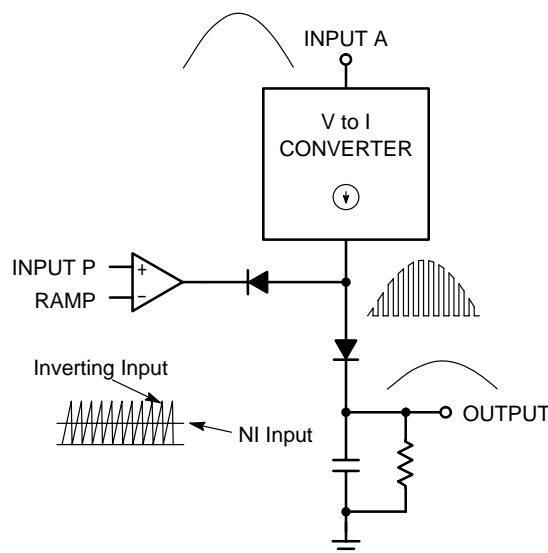 INPUT A
V to I
CONVERTER
INPUT P
+
RAMP
−
Inverting Input
NI Input
OUTPUT